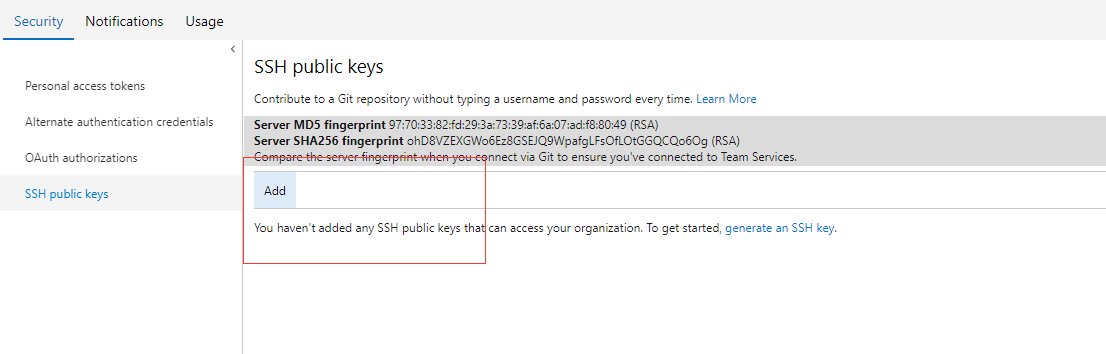 Security Notifications Usage
Personal access tokens
Alternate authentication credentials
OAuth authorizations
SSH public keys
SSH public keys
Contribute to a Git repository without typing a username and password every time. Learn More
Server MD5 fingerprint 97:70:33:82:fd:29:3a:73:39:af:6a:07:ad:f8:80:49 (RSA)
Server SHA256 fingerprint ohD8VZEXGWo6Ez8GSEJQ9WpafgLFsOfLOtGGQCQo6Og (RSA)
Compare the server fingerprint when you connect via Git to ensure you've connected to Team Services.
Add
You haven't added any SSH public keys that can access your organization. To get started, generate an SSH key.